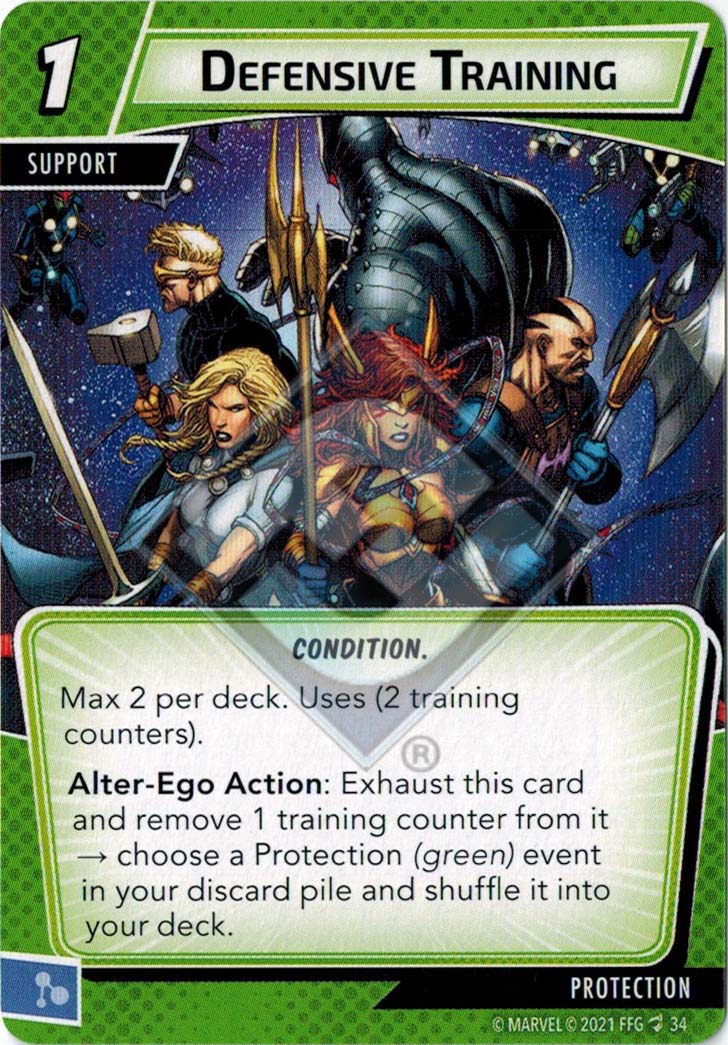 1
DEFENSIVE TRAINING
SUPPORT
CONDITION.
Max 2 per deck. Uses (2 training
counters).
Alter-Ego Action: Exhaust this card
and remove 1 training counter from it
→ choose a Protection (green) event
in your discard pile and shuffle it into
your deck.
®
PROTECTION
© MARVEL © 2021 FFG 34